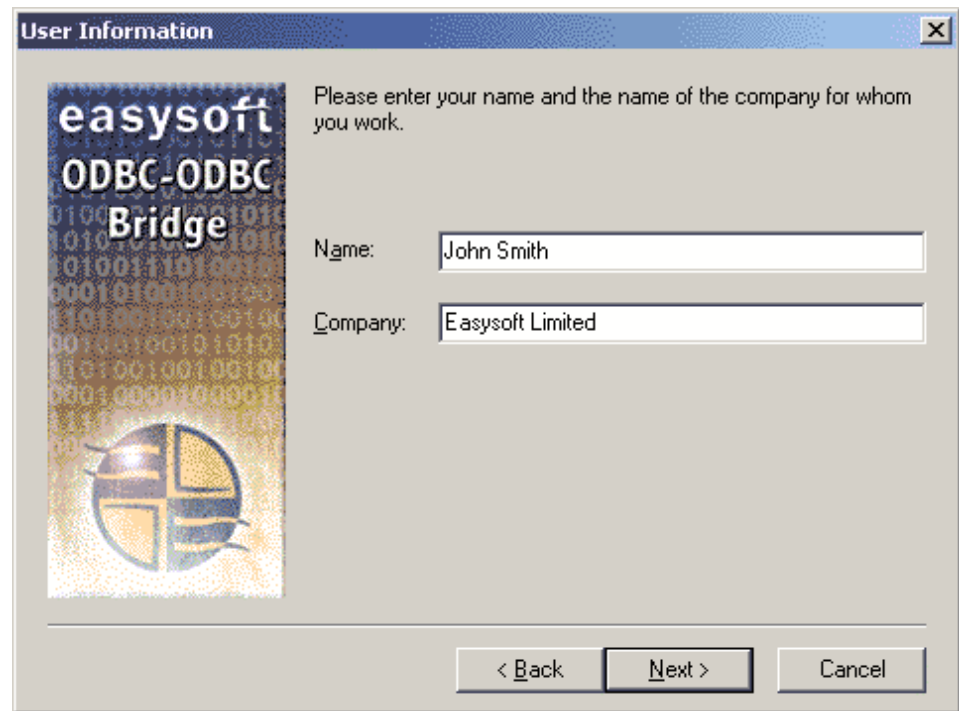 User Information
easysoft
ODBC-ODBC
Bridge
Please enter your name and the name of the company for whom
you work.
Name: John Smith
Company: Easysoft Limited
< Back Next > Cancel